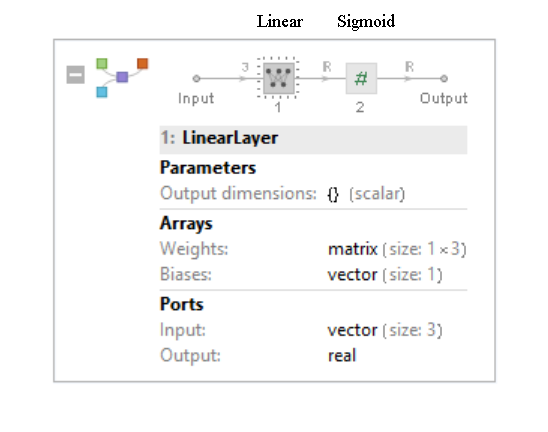 Linear Sigmoid
3 R R
#
Input 1 2 Output
1: LinearLayer
Parameters
Output dimensions: {} (scalar)
Arrays
Weights: matrix (size: 1×3)
Biases: vector (size: 1)
Ports
Input: vector (size: 3)
Output: real